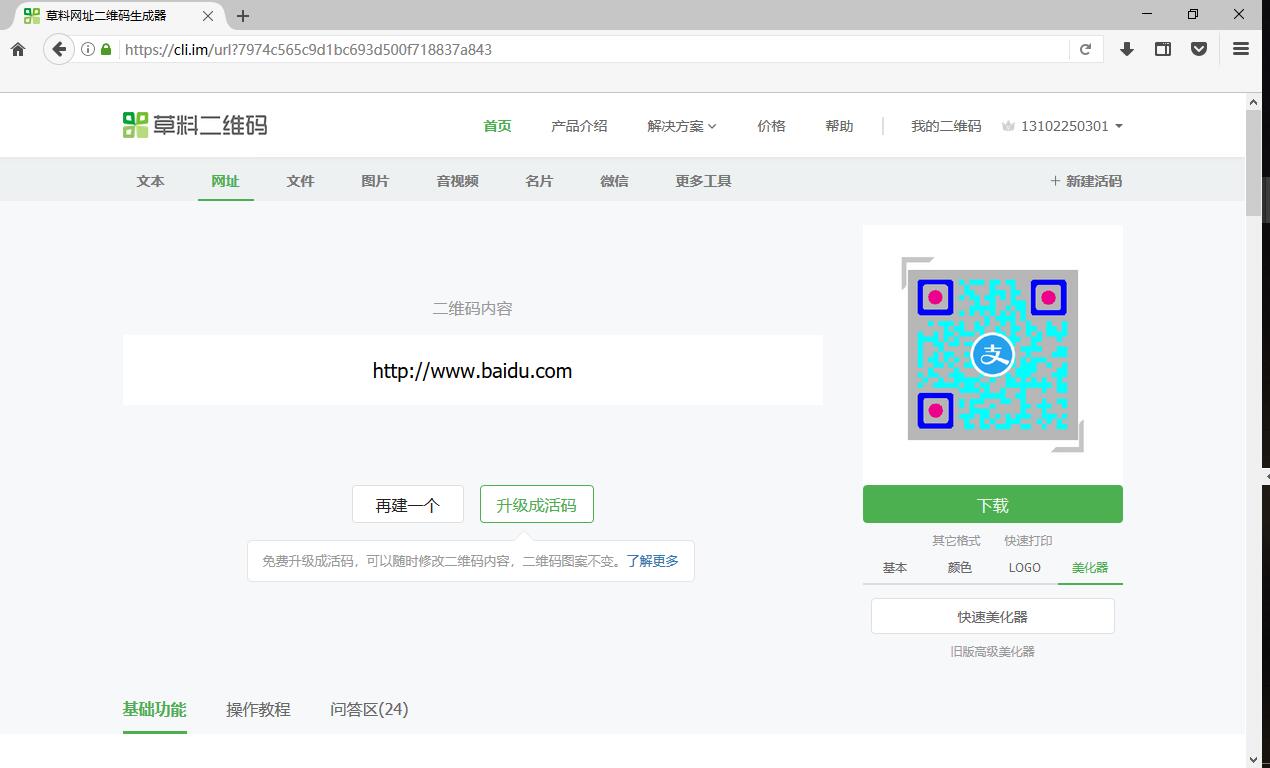 草料网址二维码生成器
https://cli.im/url?7974c565c9d1bc693d500f718837a843
草料二维码 首页 产品介绍 解决方案 价格 帮助 我的二维码 13102250301
文本 网址 文件 图片 音视频 名片 微信 更多工具 + 新建活码
二维码内容
http://www.baidu.com
支
再建一个 升级成活码 下载
免费升级成活码，可以随时修改二维码内容，二维码图案不变。了解更多
其它格式 快速打印
基本 颜色 LOGO 美化器
快速美化器
旧版高级美化器
基础功能 操作教程 问答区(24)